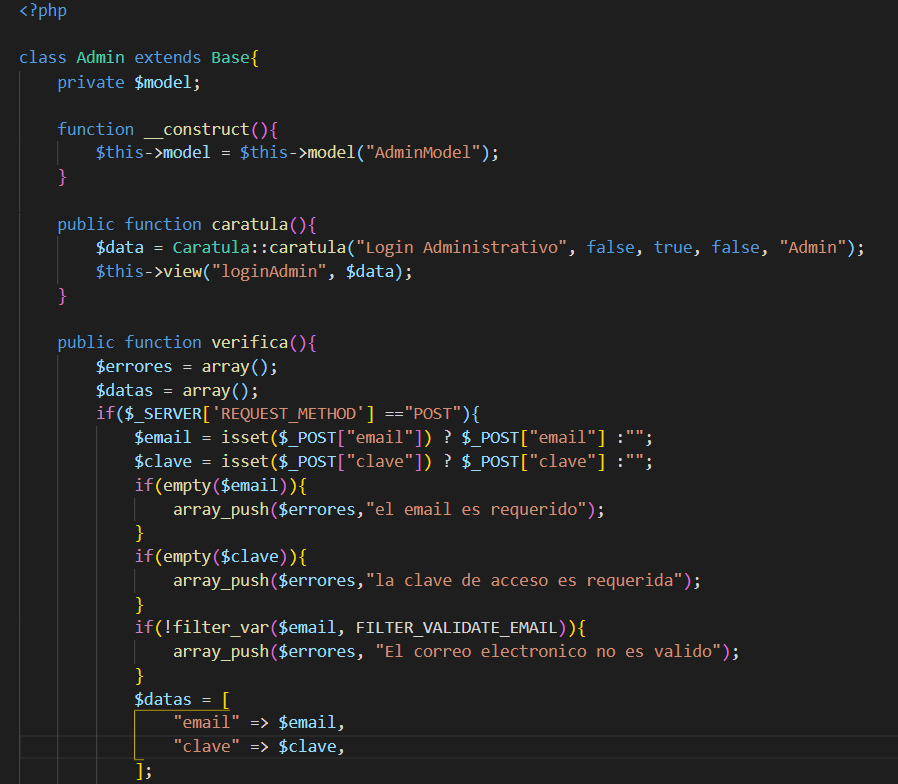 <?php
class Admin extends Base{
private $model;
function __construct(){
$this->model = $this->model("AdminModel");
}
public function caratula(){
$data = Caratula::caratula("Login Administrativo", false, true, false, "Admin");
$this->view("loginAdmin", $data);
}
public function verifica(){
$errores = array();
$datas = array();
if($_SERVER['REQUEST_METHOD'] =="POST"){
$email = isset($_POST["email"]) ? $_POST["email"] :"";
$clave = isset($_POST["clave"]) ? $_POST["clave"] :"";
if(empty($email)){
array_push($errores,"el email es requerido");
}
if(empty($clave)){
array_push($errores,"la clave de acceso es requerida");
}
if(!filter_var($email, FILTER_VALIDATE_EMAIL)){
array_push($errores, "El correo electronico no es valido");
}
$datas = [
"email" => $email,
"clave" => $clave,
];